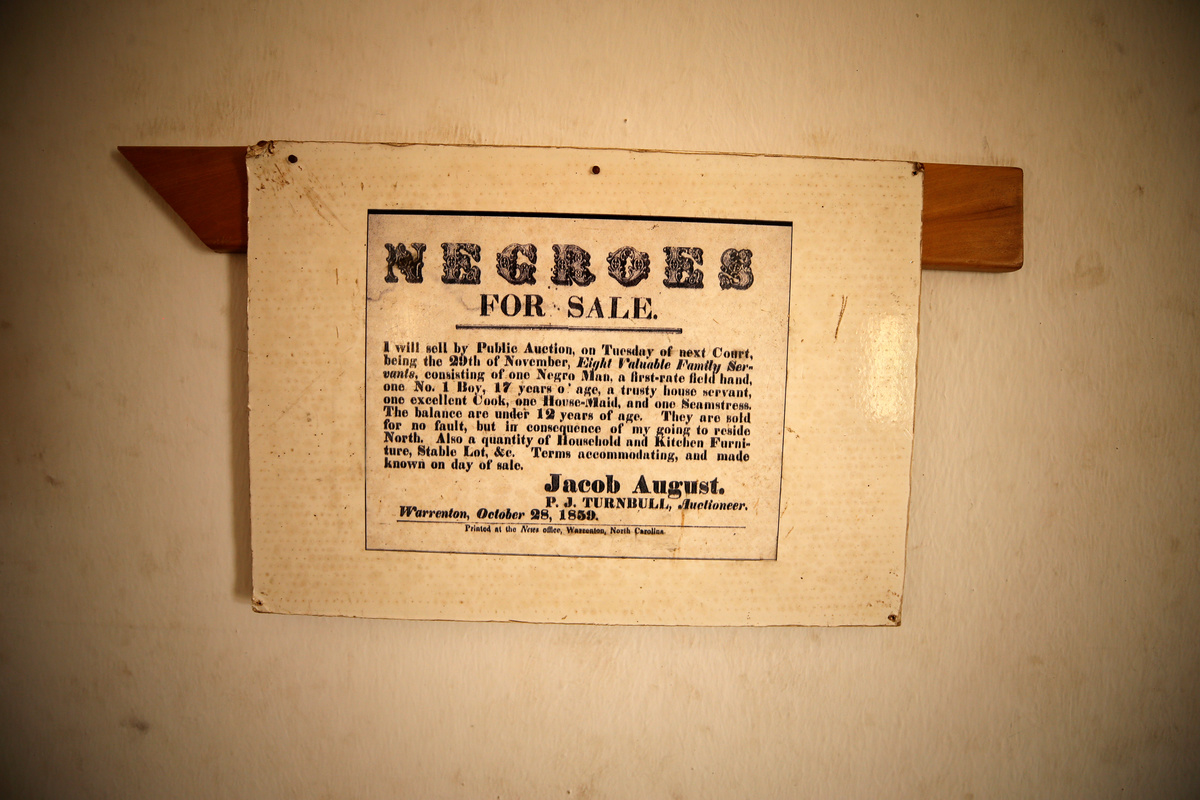 NEGROES
FOR SALE.
I will sell by Public Auction, on Tuesday of next Court,
being the 29th of November, Eight Valuable Family Ser-
vants, consisting of one Negro Man, a first-rate field hand,
one No. 1 Boy, 17 years o' age, a trusty house servant,
one excellent Cook, one House-Maid, and one Seamstress.
The balance are under 12 years of age. They are sold
for no fault, but in consequence of my going to reside
North. Also a quantity of Household and Kitchen Furni-
ture, Stable Lot, &c. Terms accommodating, and made
known on day of sale.
Jacob August.
P. J. TURNBULL, Auctioneer.
Warrenton, October 28, 1859.
Printed at the News office, Warrenton, North Carolina.